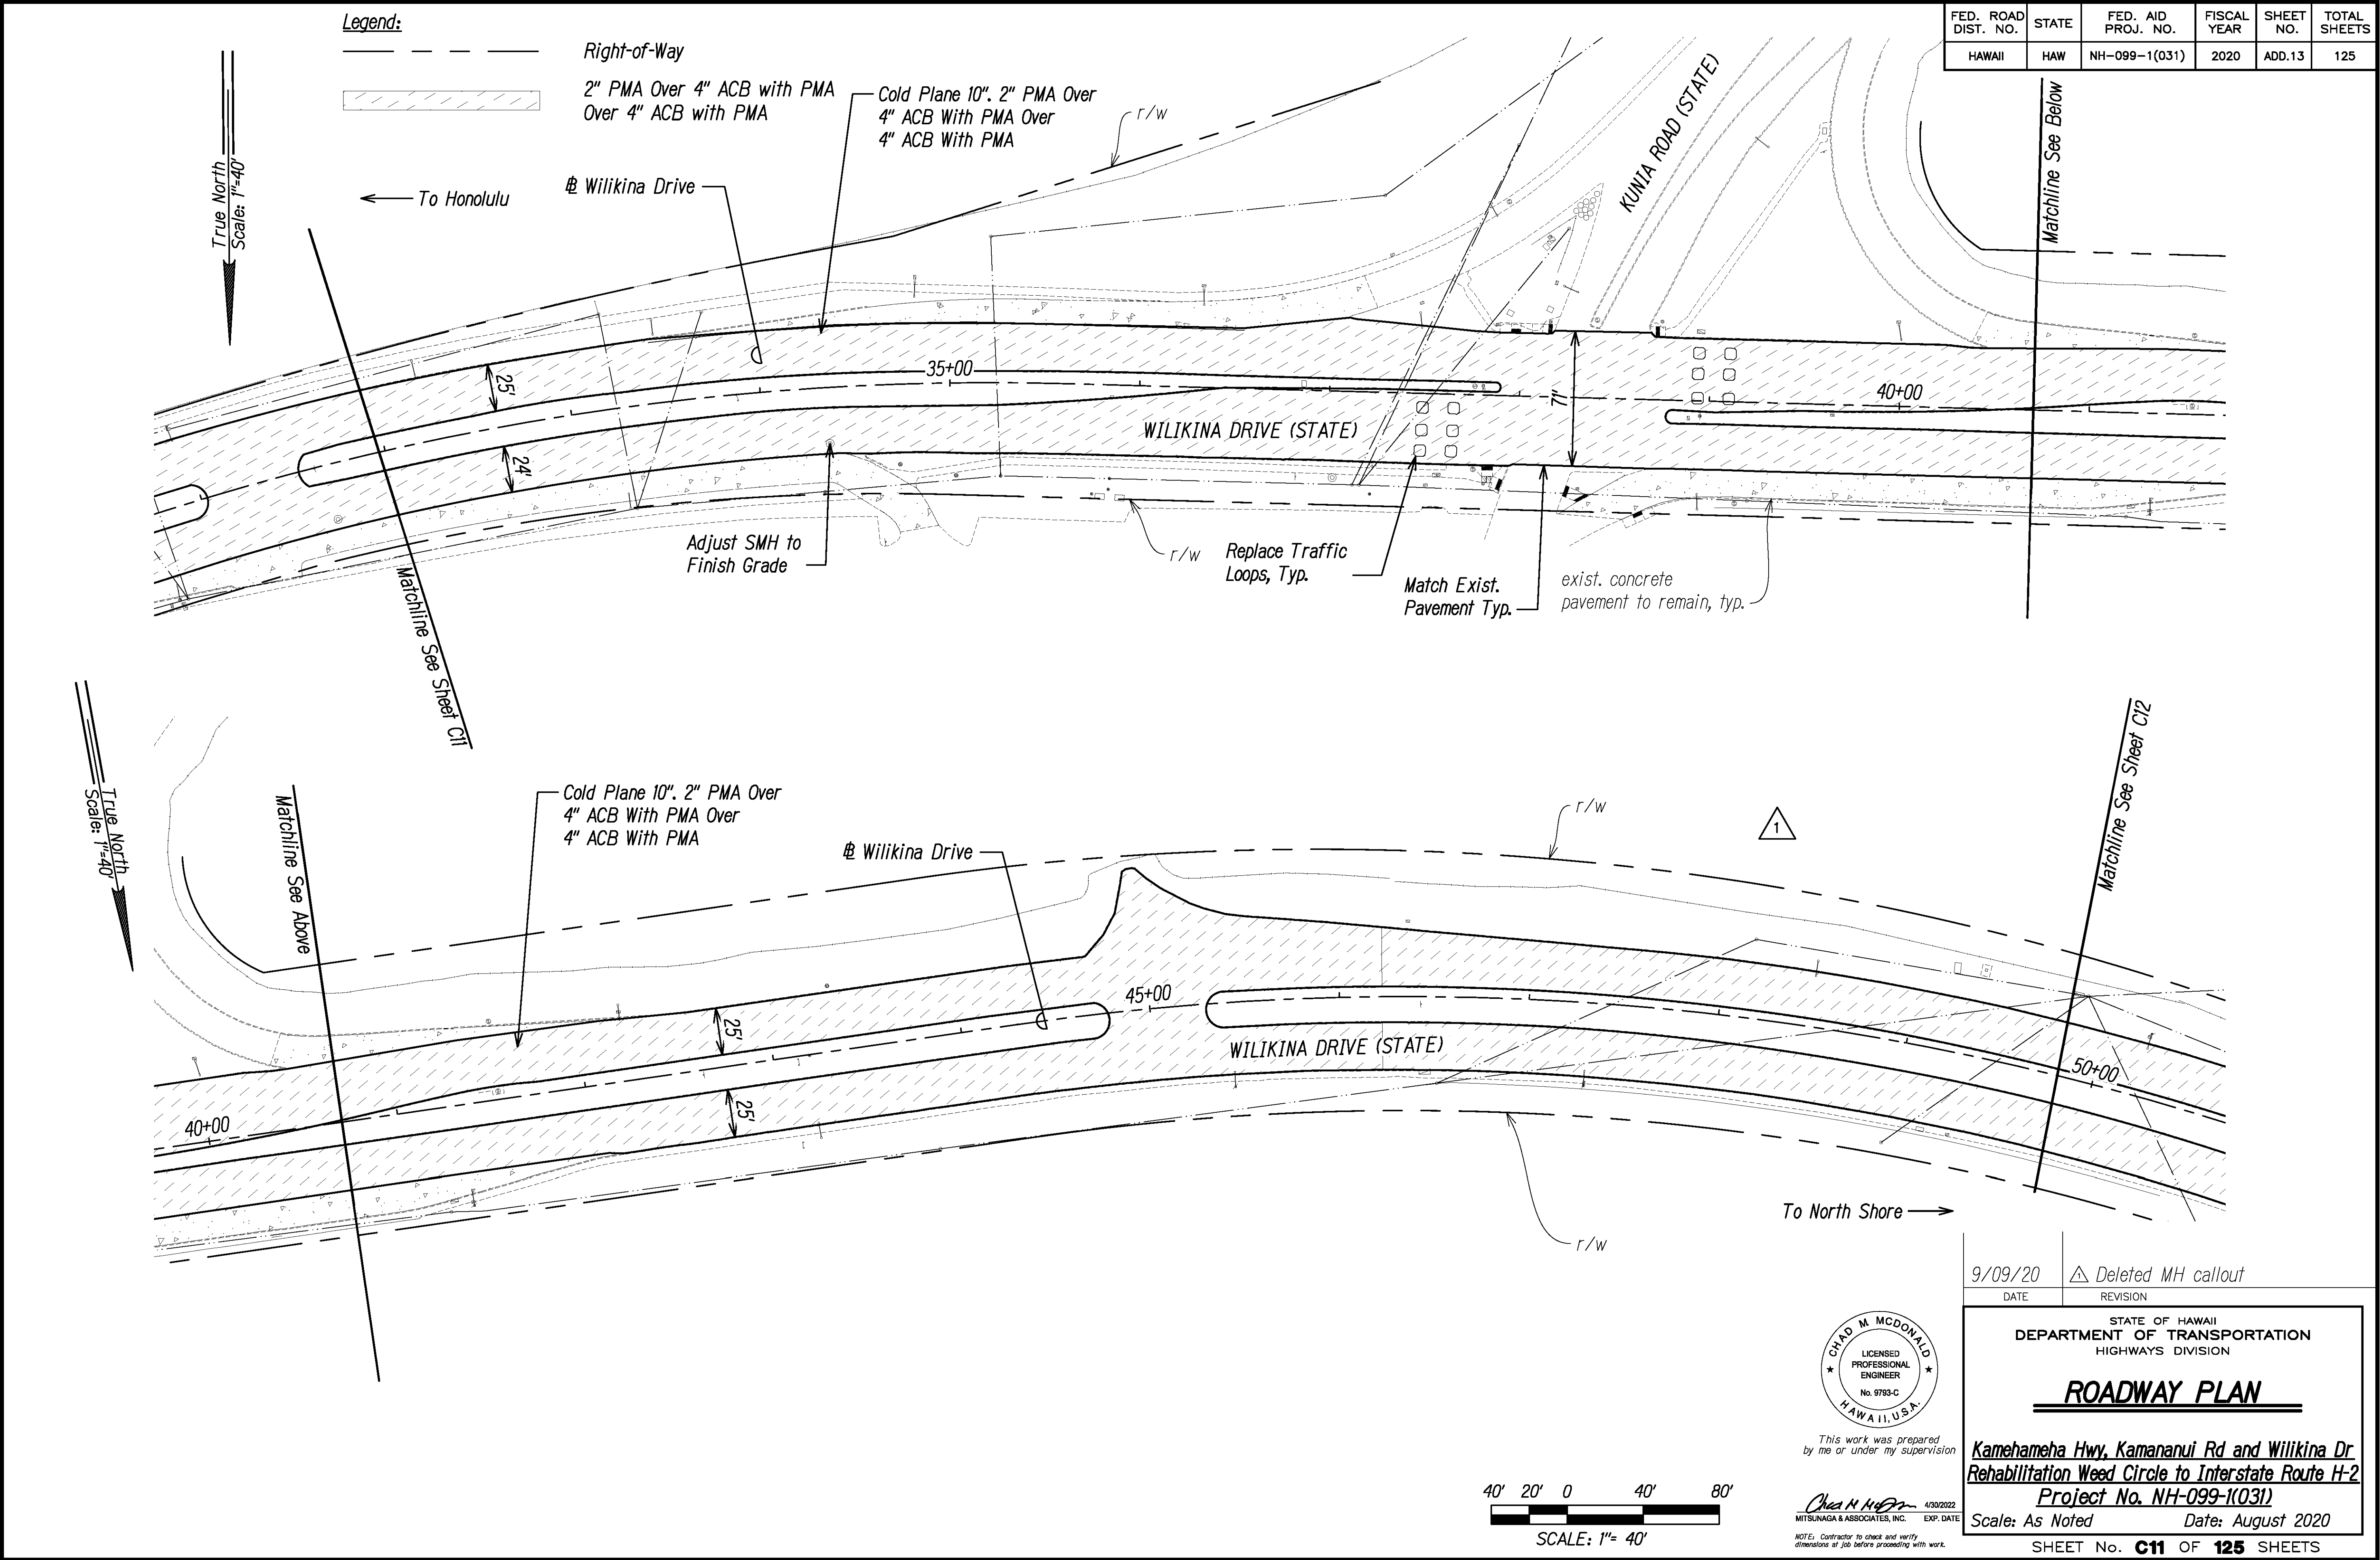 Legend:
Right-of-Way
2" PMA Over 4" ACB with PMA
Over 4" ACB with PMA
FED. ROAD DIST. NO.
STATE
FED. AID PROJ. NO.
FISCAL YEAR
SHEET NO.
TOTAL SHEETS
HAWAII
HAW
NH-099-1(031)
2020
ADD.13
125
True North
Scale: 1"=40'
To Honolulu
Cold Plane 10". 2" PMA Over
4" ACB With PMA Over
4" ACB With PMA
r/w
℄ Wilikina Drive
KUNIA ROAD (STATE)
Matchline See Below
25'
35+00
71'
40+00
24'
WILIKINA DRIVE (STATE)
Adjust SMH to
Finish Grade
r/w
Replace Traffic
Loops, Typ.
Match Exist.
Pavement Typ.
exist. concrete
pavement to remain, typ.
Matchline See Sheet C11
True North
Scale: 1"=40'
Matchline See Above
Cold Plane 10". 2" PMA Over
4" ACB With PMA Over
4" ACB With PMA
℄ Wilikina Drive
r/w
1
Matchline See Sheet C12
45+00
25'
WILIKINA DRIVE (STATE)
50+00
25'
40+00
To North Shore
r/w
9/09/20
1 Deleted MH callout
DATE
REVISION
STATE OF HAWAII
DEPARTMENT OF TRANSPORTATION
HIGHWAYS DIVISION
ROADWAY PLAN
Kamehameha Hwy, Kamananui Rd and Wilikina Dr
Rehabilitation Weed Circle to Interstate Route H-2
Project No. NH-099-1(031)
Scale: As Noted
Date: August 2020
SHEET No. C11 OF 125 SHEETS
CHAD M MCDONALD
LICENSED
PROFESSIONAL
ENGINEER
No. 9793-C
HAWAII, U.S.A.
This work was prepared
by me or under my supervision
4/30/2022
MITSUNAGA & ASSOCIATES, INC.
EXP. DATE
NOTE: Contractor to check and verify
dimensions at job before proceeding with work.
40' 20' 0 40' 80'
SCALE: 1"= 40'